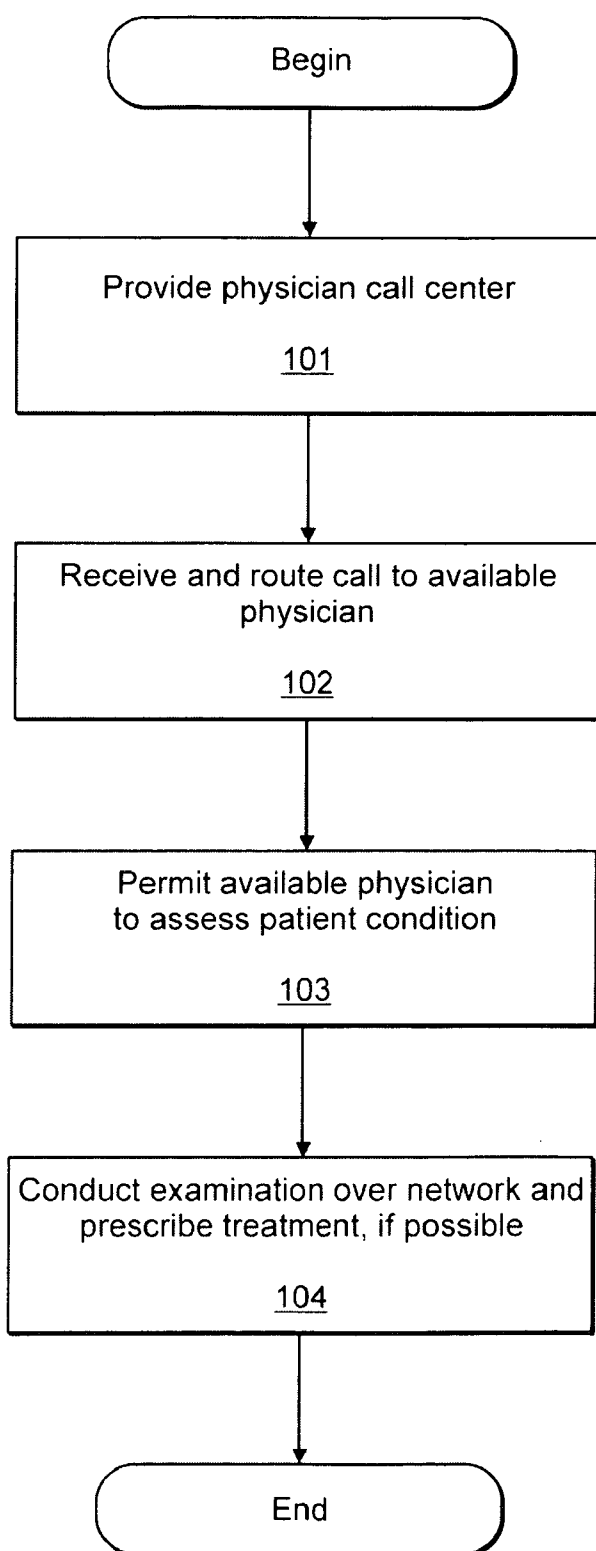 Begin
Provide physician call center
101
Receive and route call to available
physician
102
Permit available physician
to assess patient condition
103
Conduct examination over network and
prescribe treatment, if possible
104
End